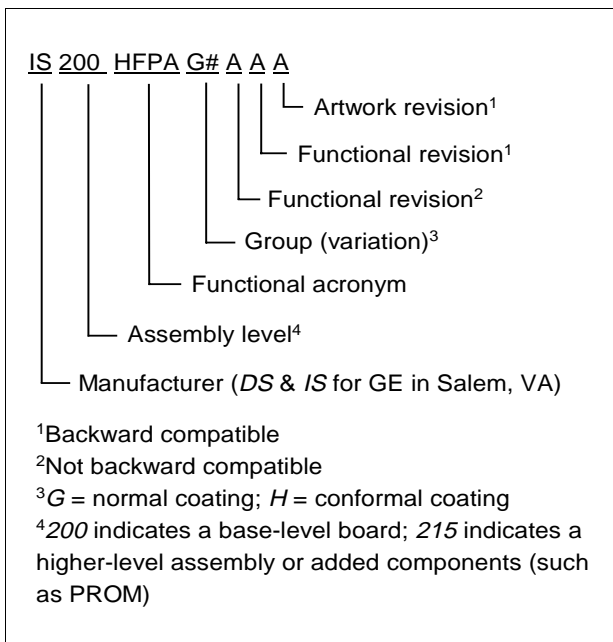 IS 200 HFPA G# A A A
Artwork revision¹
Functional revision¹
Functional revision²
Group (variation)³
Functional acronym
Assembly level⁴
Manufacturer (DS & IS for GE in Salem, VA)
¹Backward compatible
²Not backward compatible
³G = normal coating; H = conformal coating
⁴200 indicates a base-level board; 215 indicates a
higher-level assembly or added components (such
as PROM)